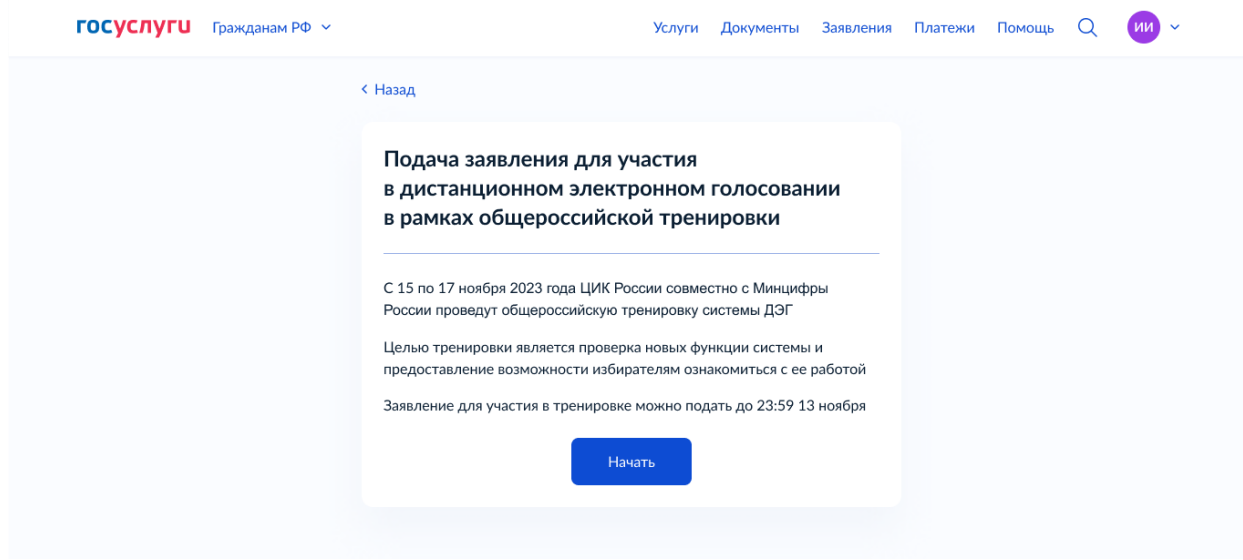 госуслуги Гражданам РФ Услуги Документы Заявления Платежи Помощь ИИ
Назад
Подача заявления для участия
в дистанционном электронном голосовании
в рамках общероссийской тренировки
С 15 по 17 ноября 2023 года ЦИК России совместно с Минцифры
России проведут общероссийскую тренировку системы ДЭГ
Целью тренировки является проверка новых функции системы и
предоставление возможности избирателям ознакомиться с ее работой
Заявление для участия в тренировке можно подать до 23:59 13 ноября
Начать